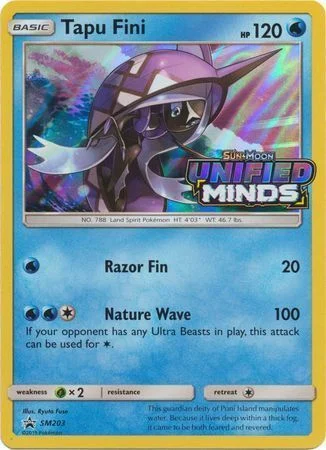 BASIC Tapu Fini HP 120
SUN & MOON
UNIFIED
MINDS
NO. 788 Land Spirit Pokémon HT: 4'03" WT: 46.7 lbs.
Razor Fin 20
Nature Wave 100
If your opponent has any Ultra Beasts in play, this attack
can be used for .
weakness × 2 resistance retreat
Illus. Ryuta Fuse
SM203
©2019 Pokémon
This guardian deity of Poni Island manipulates
water. Because it lives deep within a thick fog,
it came to be both feared and revered.